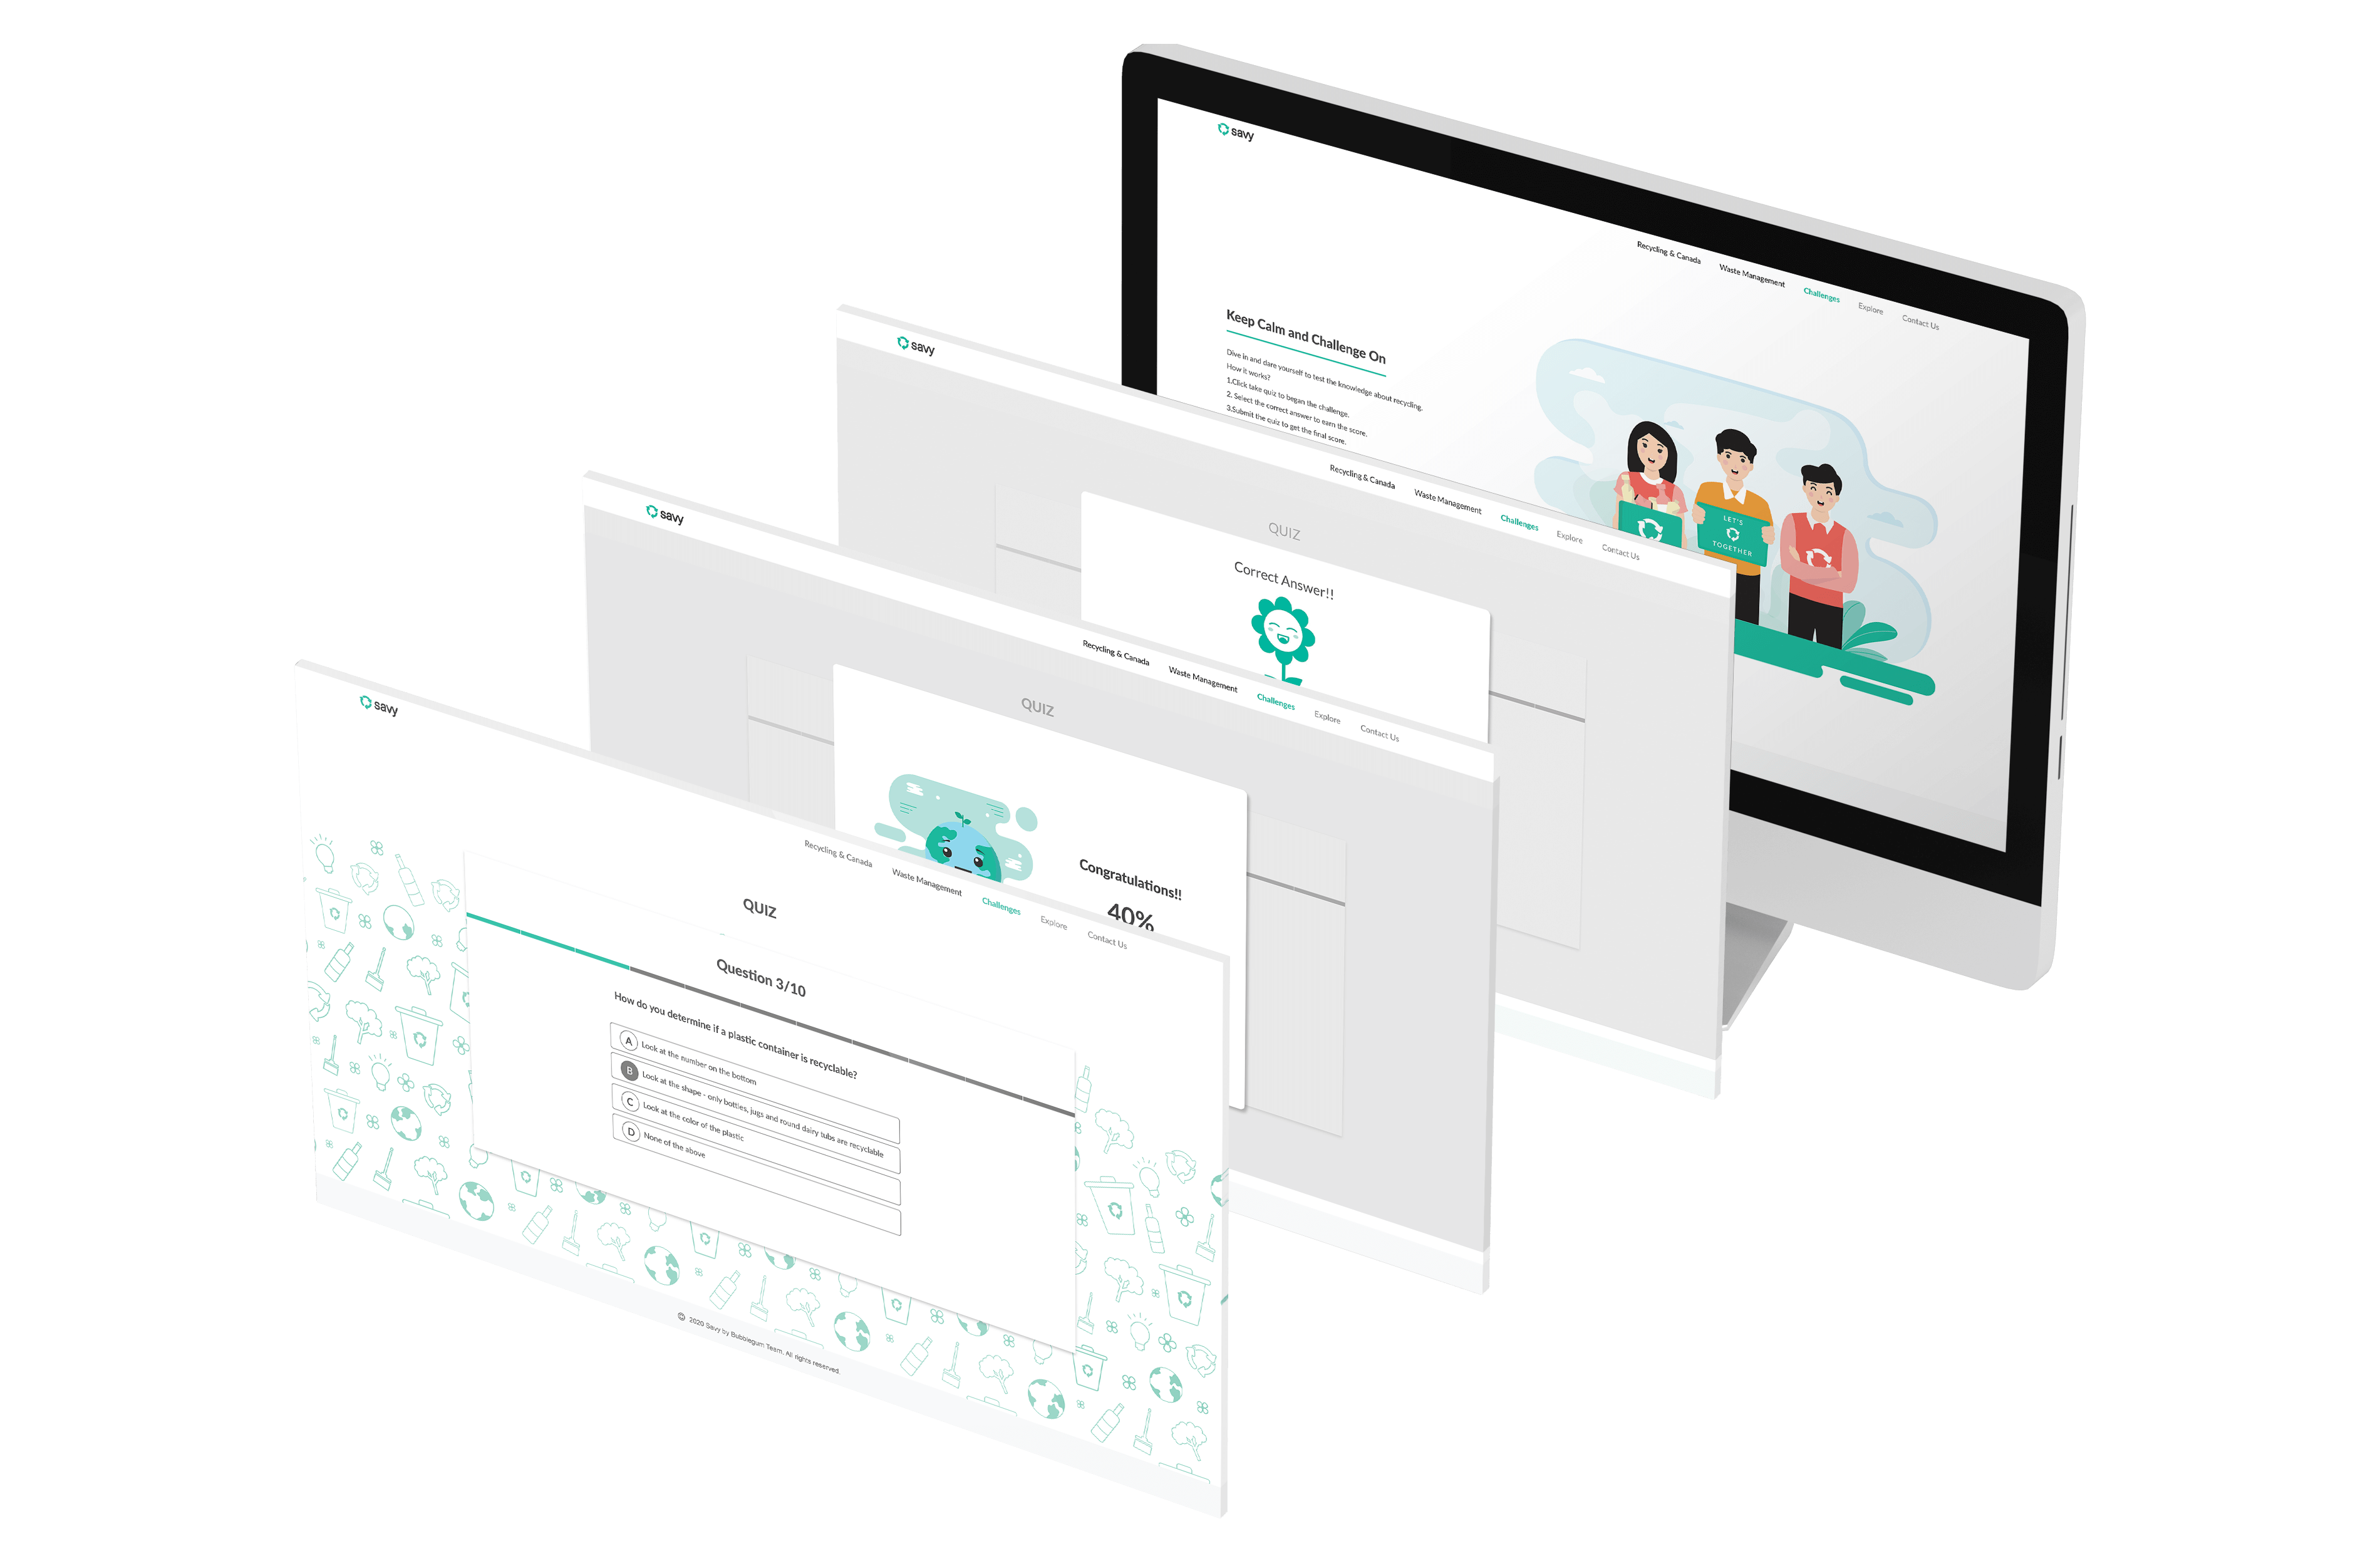 savy
Recycling & Canada
Waste Management
Challenges
Explore
Contact Us
Keep Calm and Challenge On
Dive in and dare yourself to test the knowledge about recycling.
How it works?
1.Click take quiz to began the challenge.
2. Select the correct answer to earn the score.
3.Submit the quiz to get the final score.
LET'S
TOGETHER
savy
Recycling & Canada
Waste Management
Challenges
Explore
Contact Us
QUIZ
Correct Answer!!
savy
Recycling & Canada
Waste Management
Challenges
Explore
Contact Us
QUIZ
Congratulations!!
40%
savy
Recycling & Canada
Waste Management
Challenges
Explore
Contact Us
QUIZ
Question 3/10
How do you determine if a plastic container is recyclable?
A Look at the number on the bottom
B Look at the shape - only bottles, jugs and round dairy tubs are recyclable
C Look at the color of the plastic
D None of the above
© 2020 Savy by Bubblegum Team. All rights reserved.